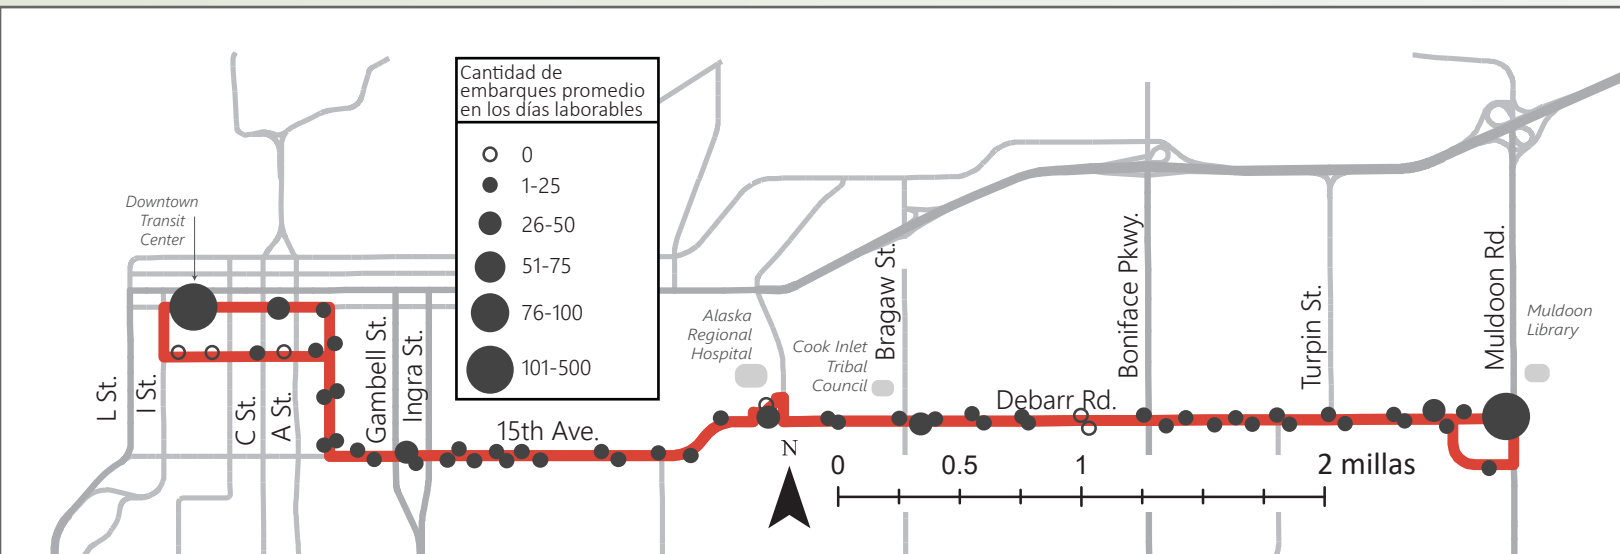 Cantidad de
embarques promedio
en los días laborables
0
1-25
26-50
51-75
76-100
101-500
Downtown
Transit
Center
L St.
I St.
C St.
A St.
Gambell St.
Ingra St.
15th Ave.
Alaska
Regional
Hospital
Cook Inlet
Tribal
Council
Bragaw St.
Debarr Rd.
Boniface Pkwy.
Turpin St.
Muldoon Rd.
Muldoon
Library
N
0 0.5 1 2 millas